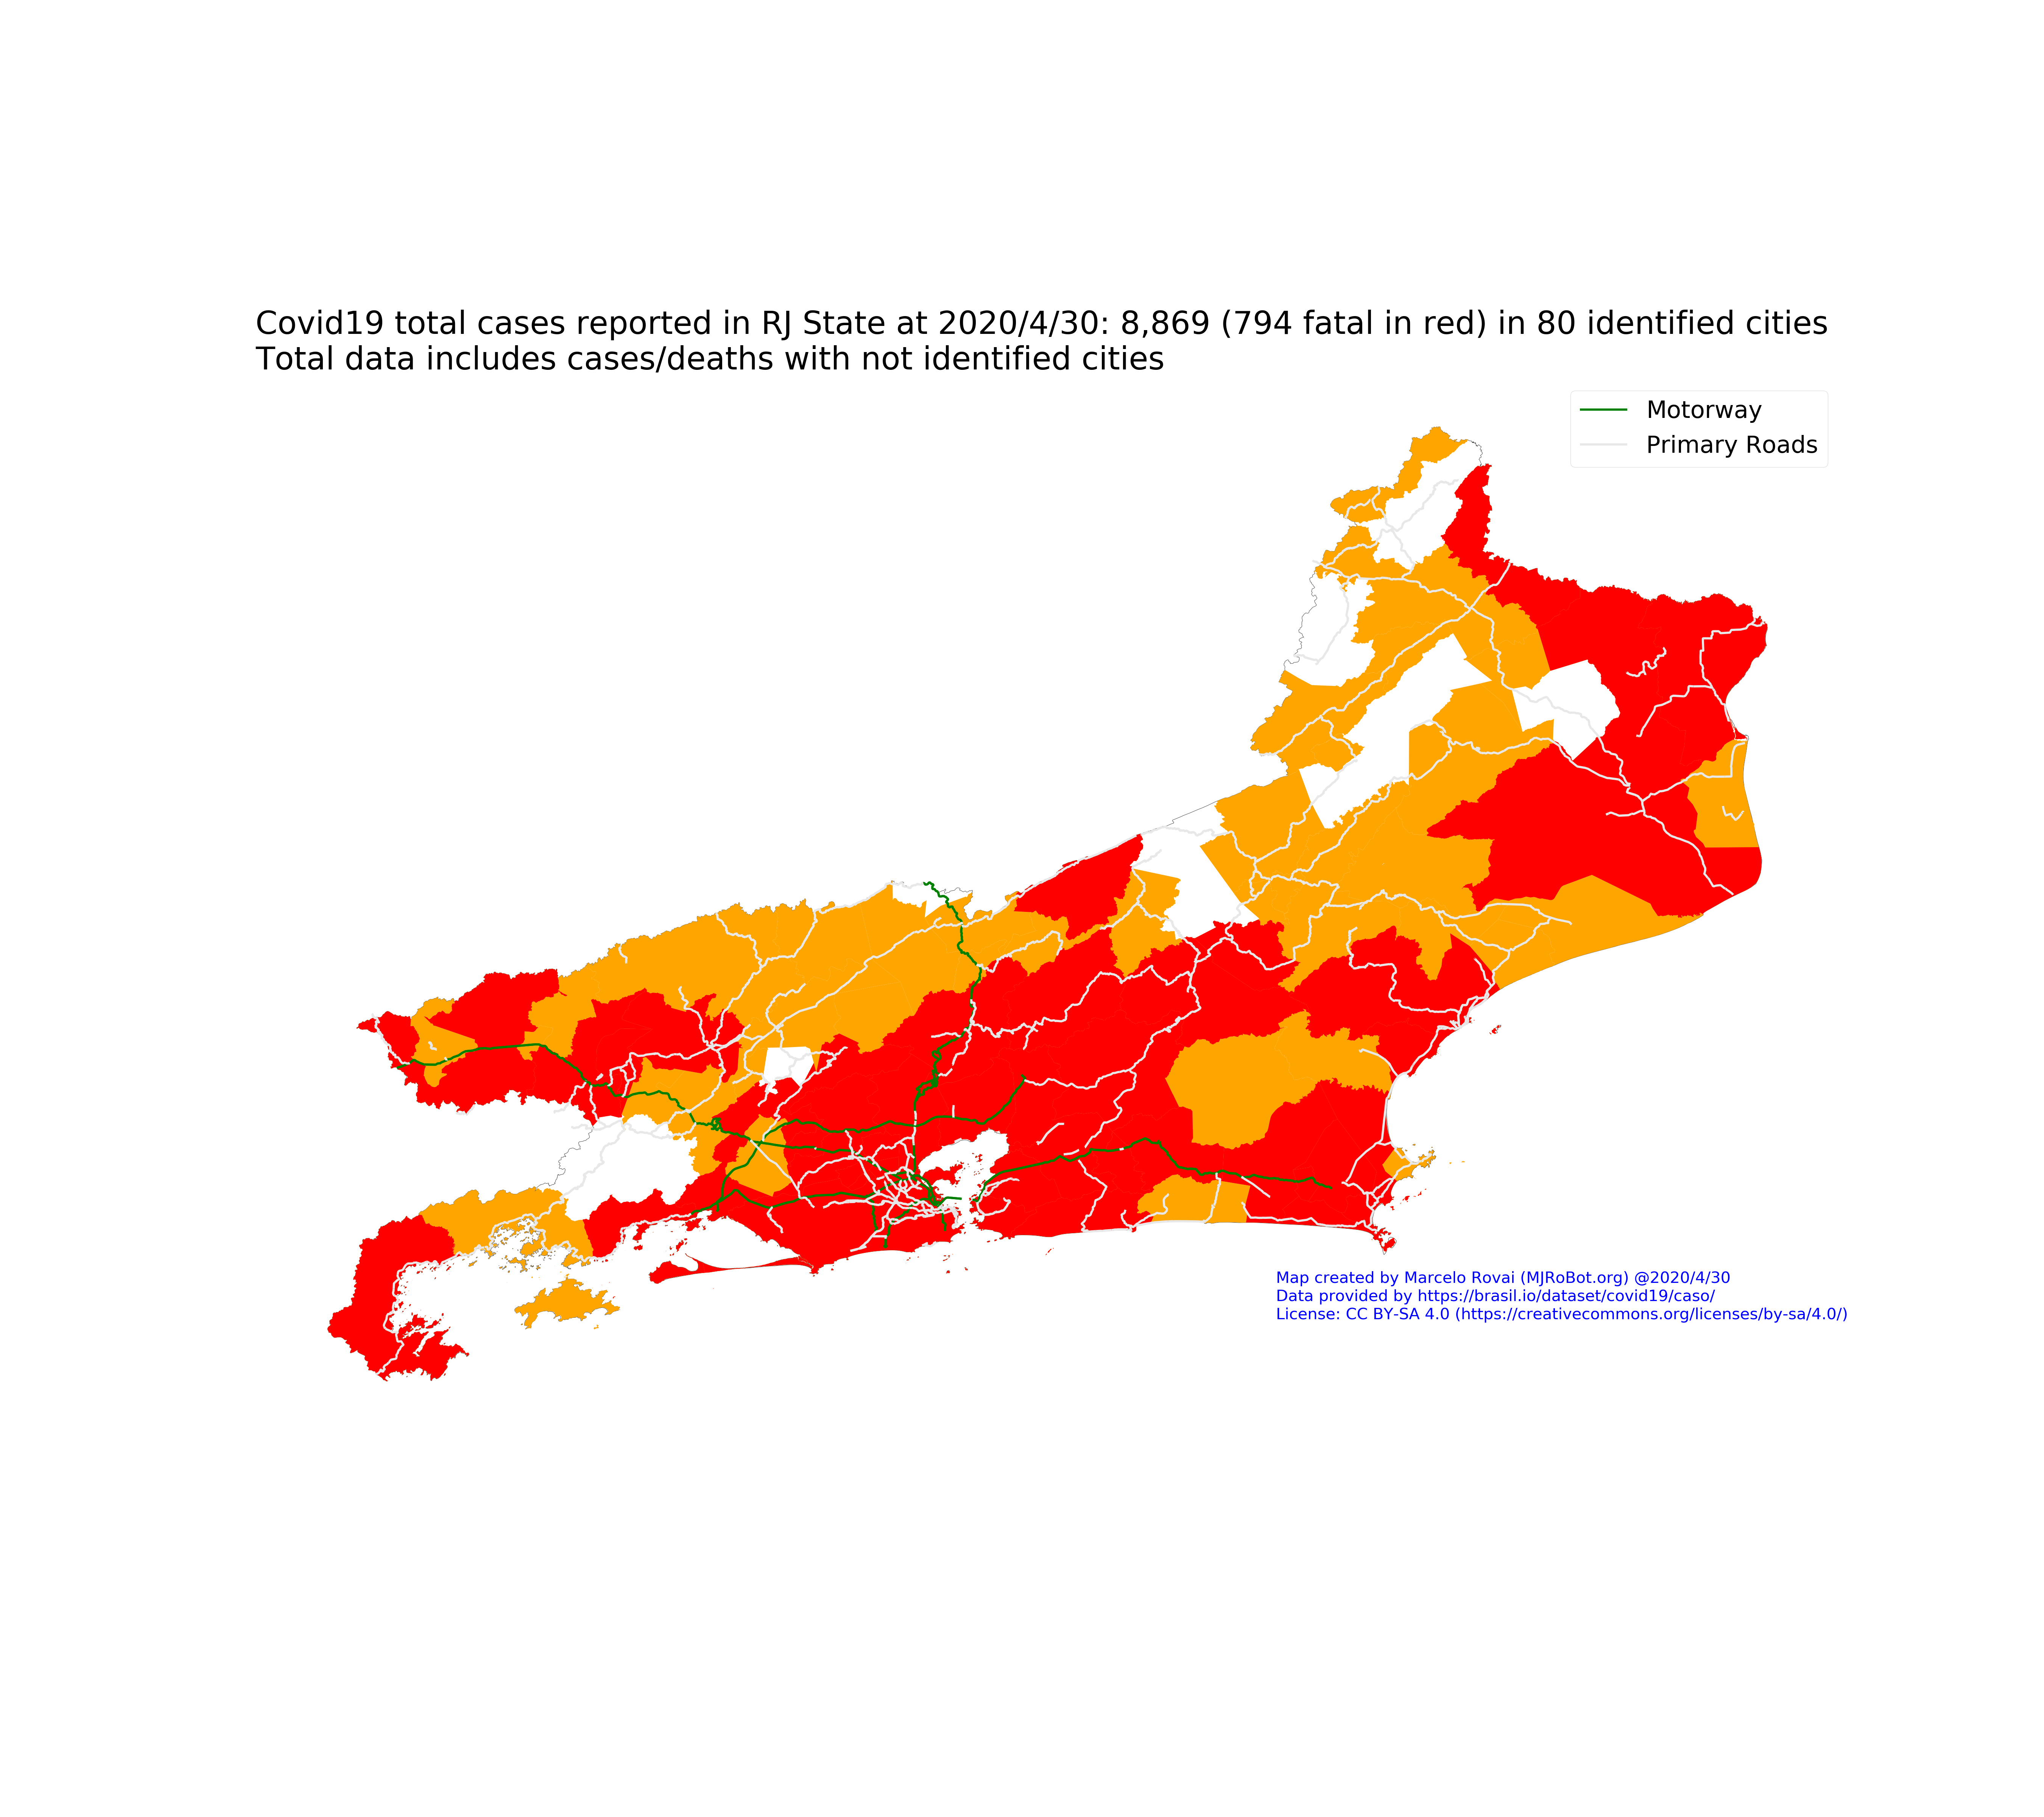 Covid19 total cases reported in RJ State at 2020/4/30: 8,869 (794 fatal in red) in 80 identified cities
Total data includes cases/deaths with not identified cities
Motorway
Primary Roads
Map created by Marcelo Rovai (MJRoBot.org) @2020/4/30
Data provided by https://brasil.io/dataset/covid19/caso/
License: CC BY-SA 4.0 (https://creativecommons.org/licenses/by-sa/4.0/)